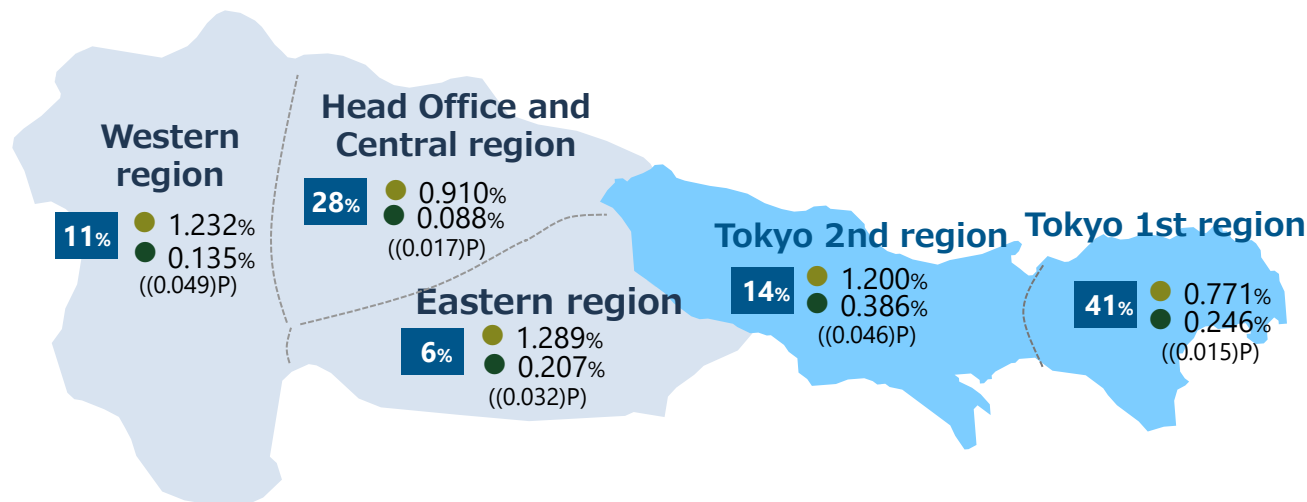 Western
region
11%
1.232%
0.135%
((0.049)P)
Head Office and
Central region
28%
0.910%
0.088%
((0.017)P)
Eastern region
6%
1.289%
0.207%
((0.032)P)
Tokyo 2nd region
14%
1.200%
0.386%
((0.046)P)
Tokyo 1st region
41%
0.771%
0.246%
((0.015)P)